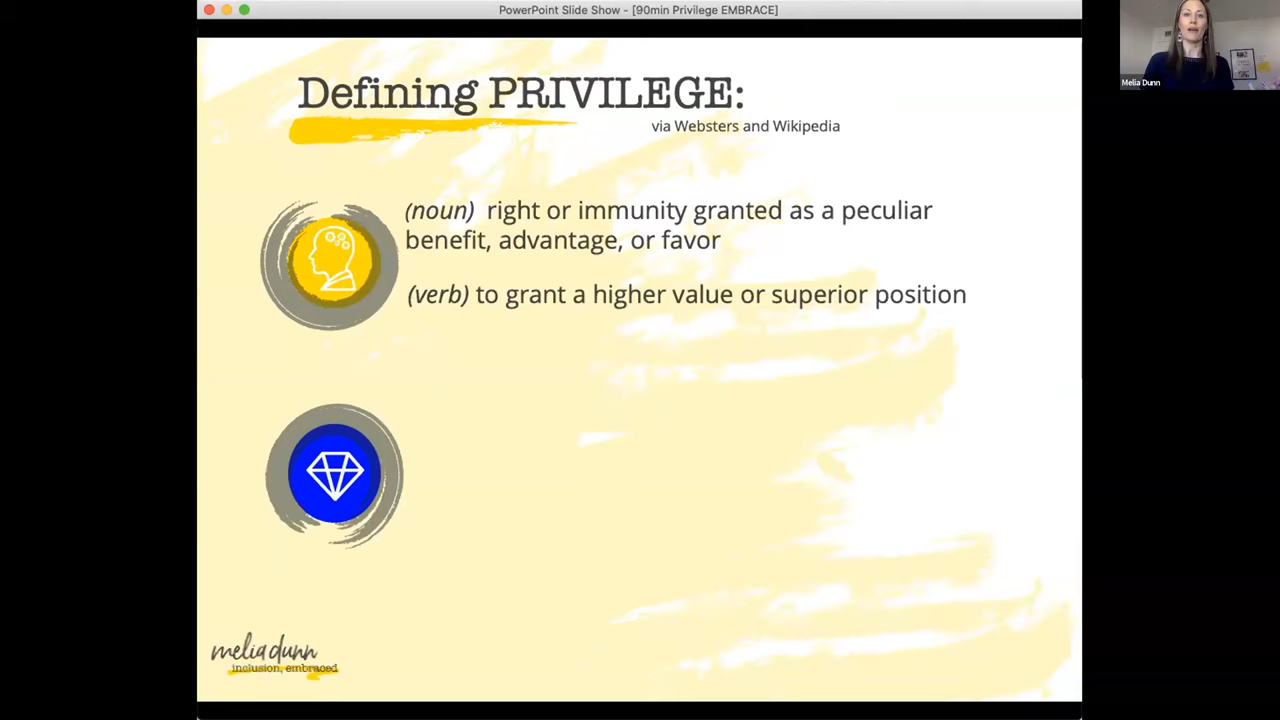 PowerPoint Slide Show - [90min Privilege EMBRACE]
Melia Dunn
Defining PRIVILEGE:
via Websters and Wikipedia
(noun) right or immunity granted as a peculiar
benefit, advantage, or favor
(verb) to grant a higher value or superior position
melia dunn
inclusion, embraced